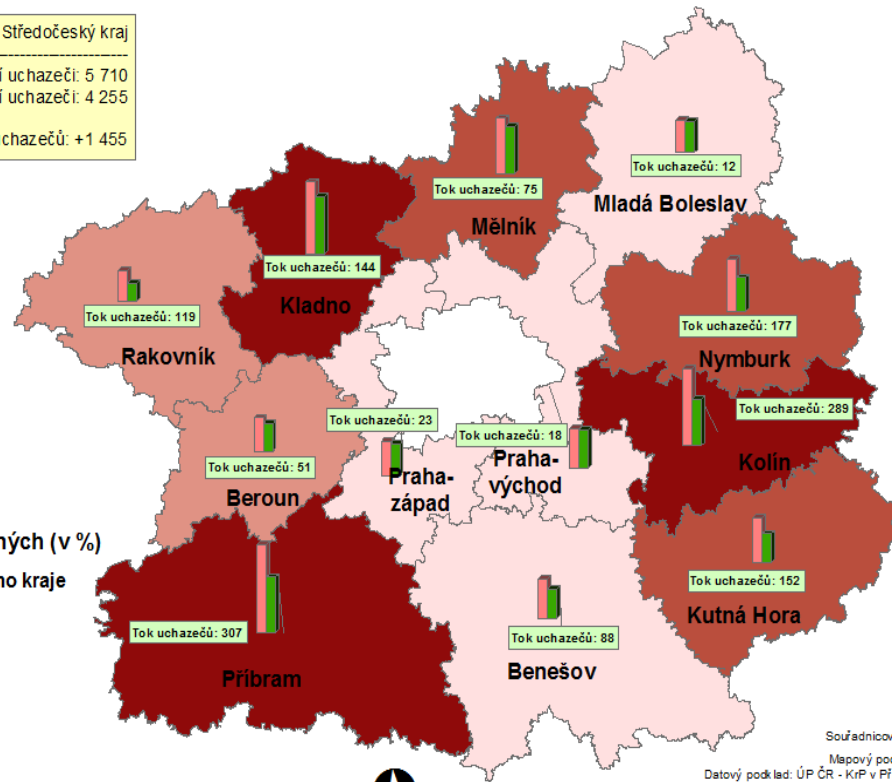 Středočeský kraj
í uchazeči: 5 710
í uchazeči: 4 255
uchazečů: +1 455
Tok uchazečů: 12
Mladá Boleslav
Tok uchazečů: 75
Mělník
Tok uchazečů: 144
Kladno
Tok uchazečů: 119
Rakovník
Tok uchazečů: 177
Nymburk
Tok uchazečů: 289
Kolín
Tok uchazečů: 23
Praha-
západ
Tok uchazečů: 18
Praha-
východ
Tok uchazečů: 51
Beroun
ných (v %)
ho kraje
Tok uchazečů: 152
Kutná Hora
Tok uchazečů: 307
Příbram
Tok uchazečů: 88
Benešov
Souřadnicov
Mapový po
Datový podklad: ÚP ČR - KrP v Př